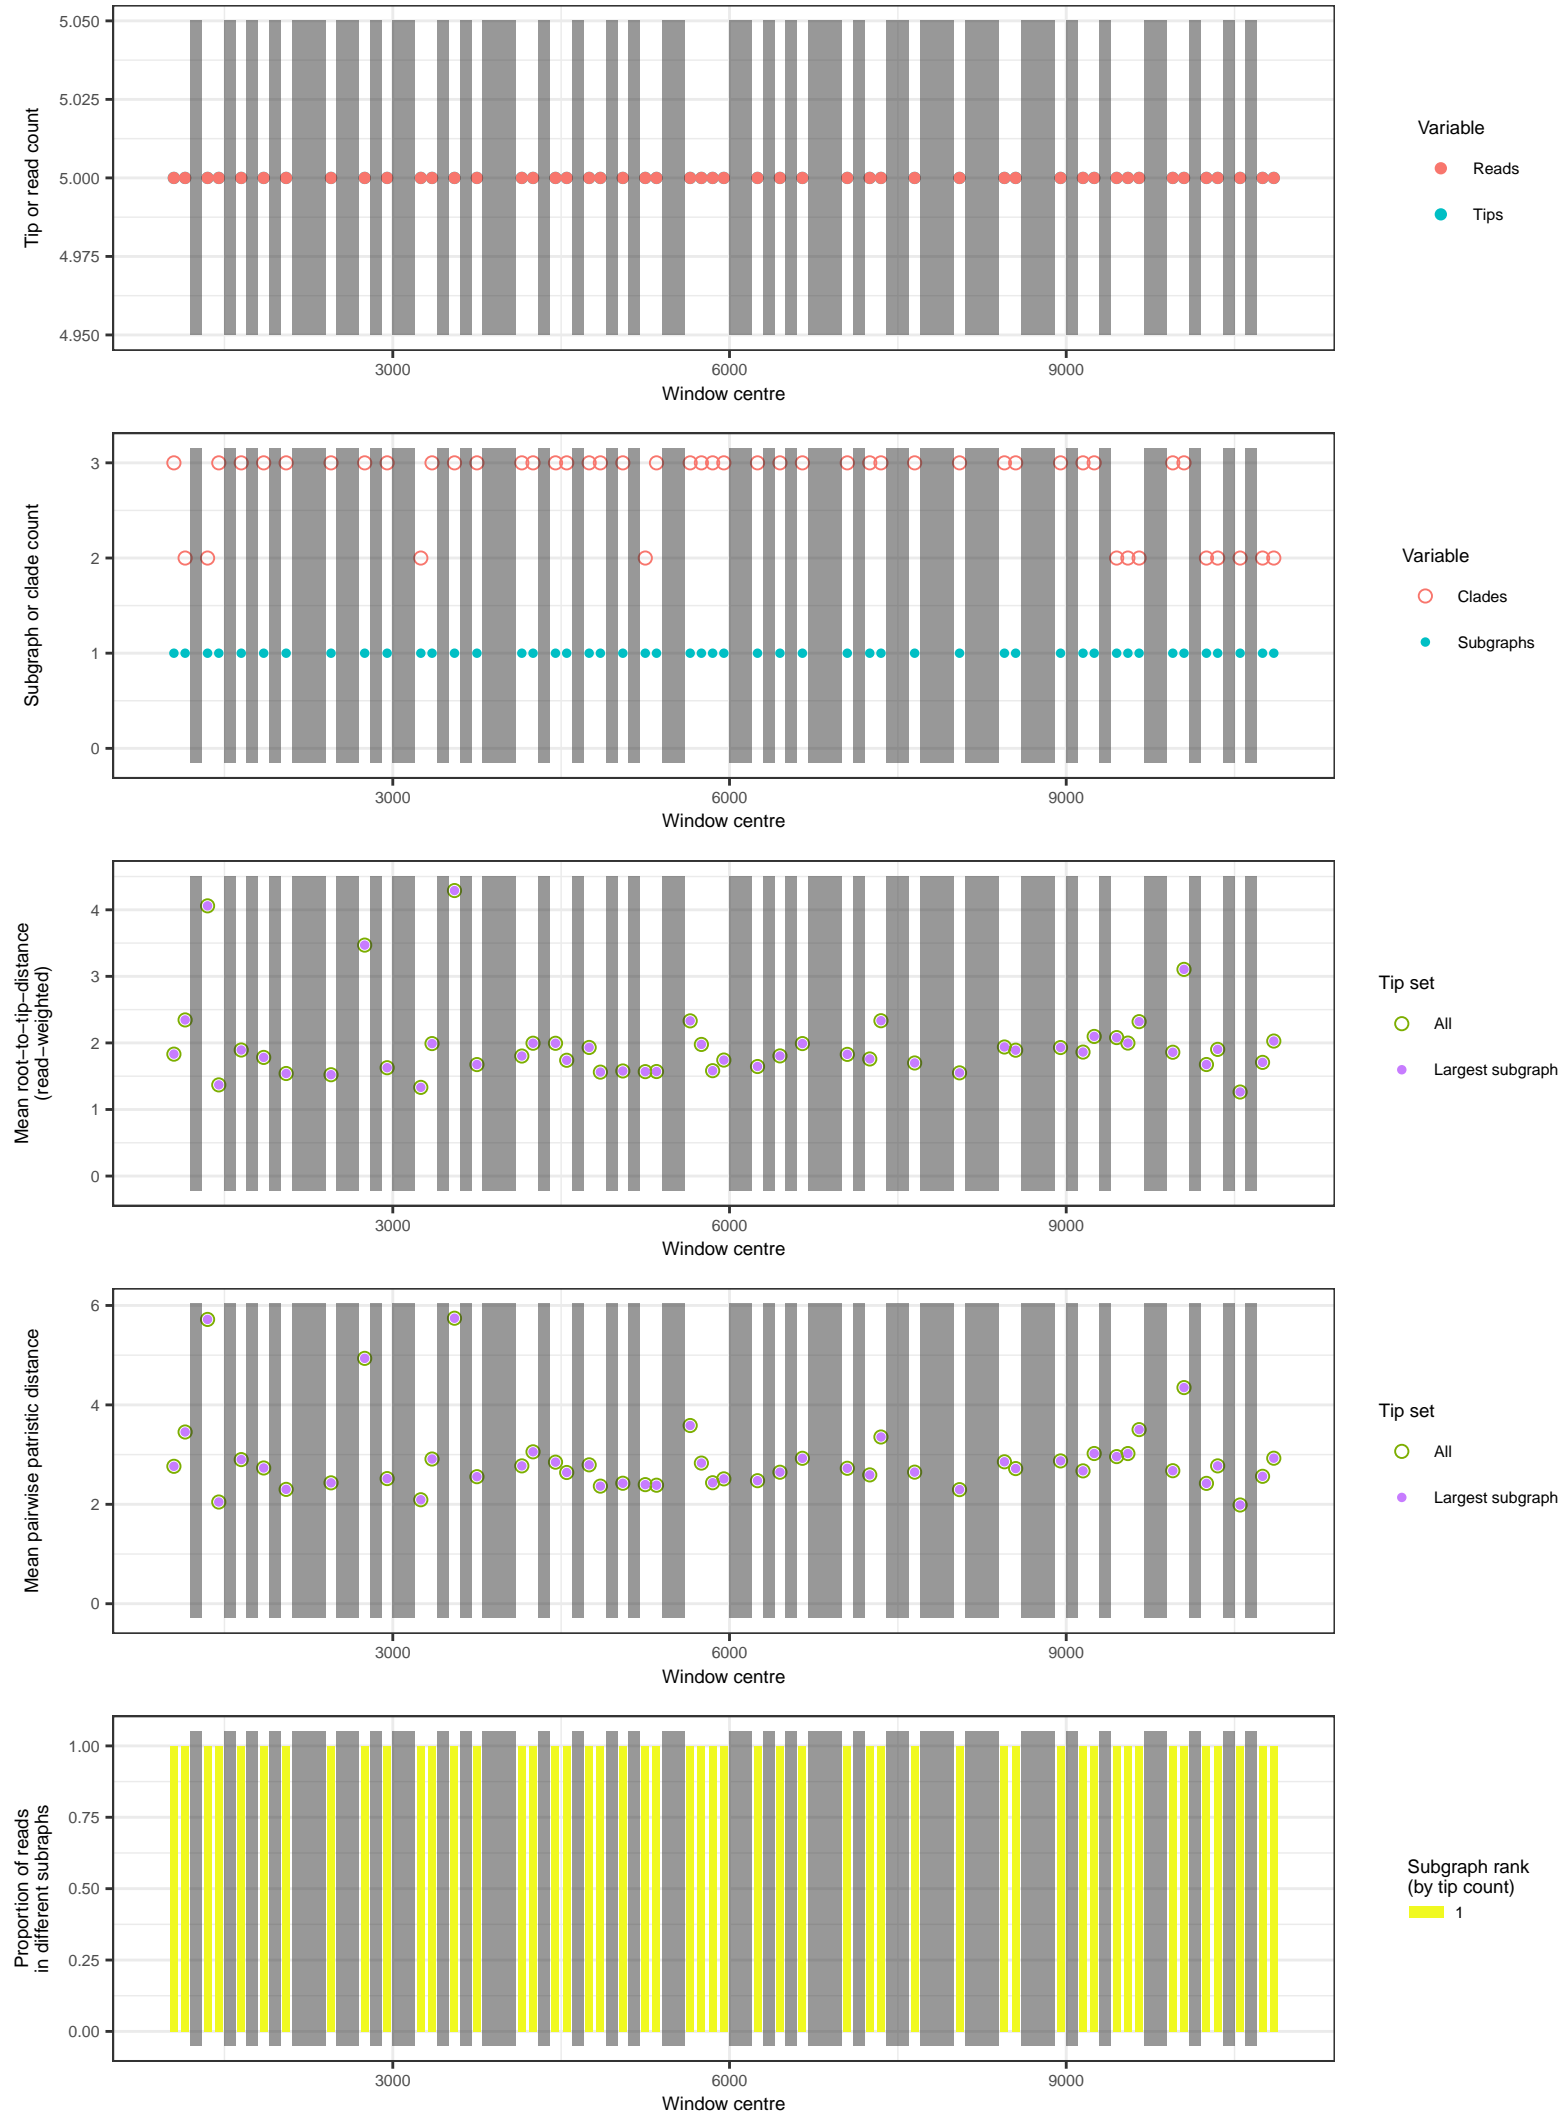 5.050
5.025
5.000
4.975
4.950
Tip or read count
3000
6000
9000
Window centre
Variable
Reads
Tips
3
2
1
0
Subgraph or clade count
3000
6000
9000
Window centre
Variable
Clades
Subgraphs
4
3
2
1
0
Mean root−to−tip−distance
(read−weighted)
3000
6000
9000
Window centre
Tip set
All
Largest subgraph
6
4
2
0
Mean pairwise patristic distance
3000
6000
9000
Window centre
Tip set
All
Largest subgraph
1.00
0.75
0.50
0.25
0.00
Proportion of reads
in different subraphs
3000
6000
9000
Window centre
Subgraph rank
(by tip count)
1